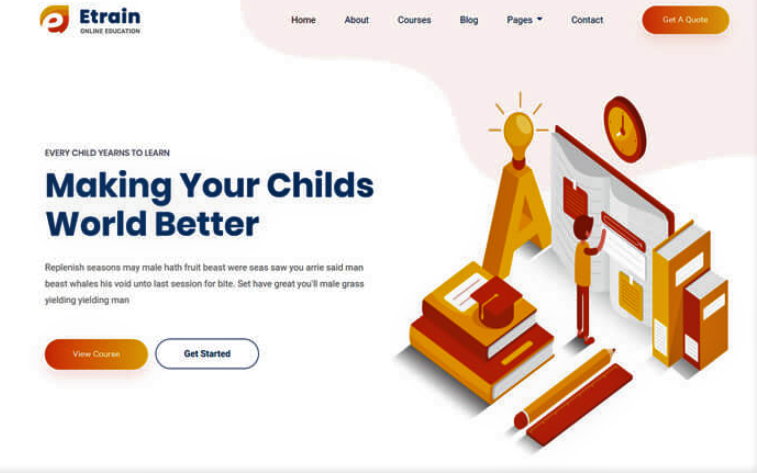 Etrain
ONLINE EDUCATION
Home About Courses Blog Pages Contact Get A Quote
EVERY CHILD YEARNS TO LEARN
Making Your Childs
World Better
Replenish seasons may male hath fruit beast were seas saw you arrie said man
beast whales his void unto last session for bite. Set have great you'll male grass
yielding yielding man
View Course Get Started
A